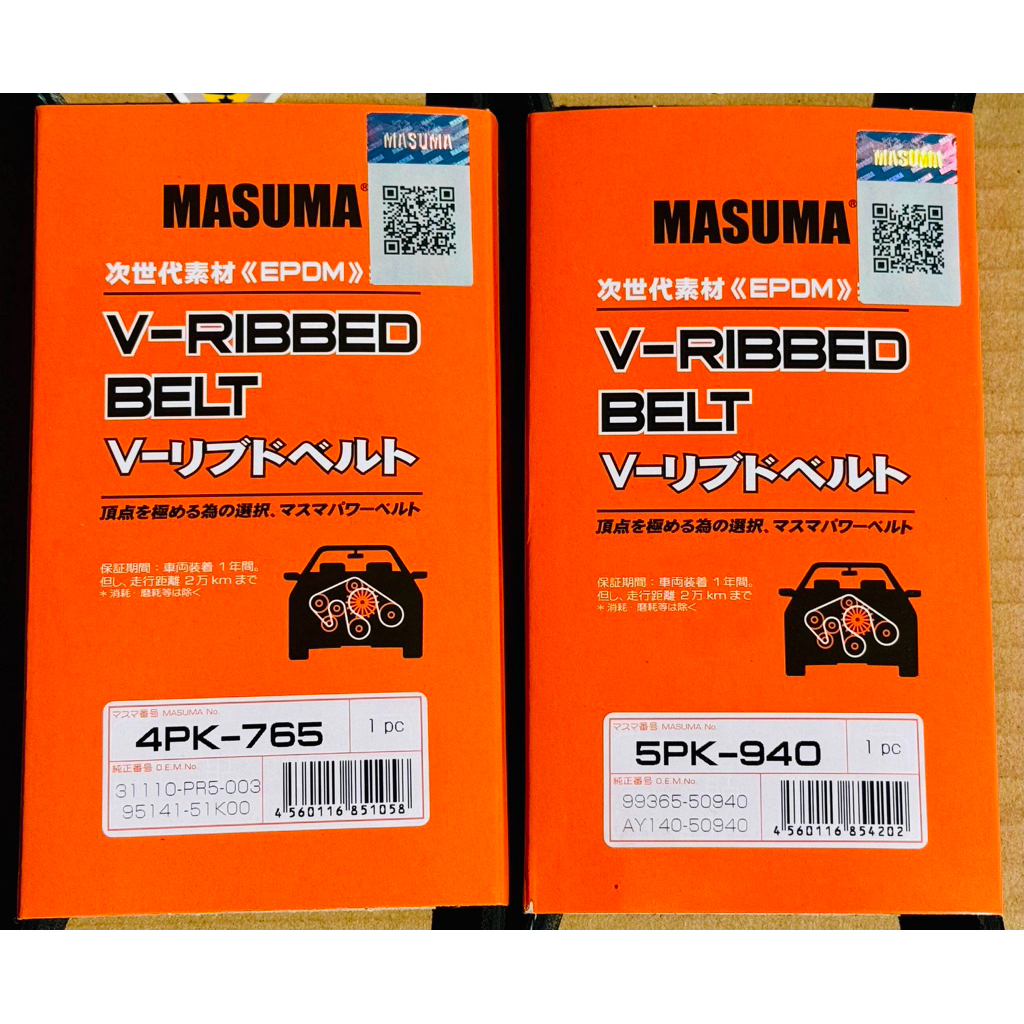 MASUMA
MASUMA®
次世代素材《EPDM》
V-RIBBED
BELT
V-リブドベルト
頂点を極める為の選択、マスマパワーベルト
保証期間：車両装着1年間。
但し、走行距離2万kmまで
*消耗・磨耗等は除く
マスマ番号 MASUMA No.
4PK-765
1 pc
純正番号 O.E.M.No.
31110-PR5-003
95141-51K00
4 560116 851058
MASUMA
MASUMA®
次世代素材《EPDM》
V-RIBBED
BELT
V-リブドベルト
頂点を極める為の選択、マスマパワーベルト
保証期間：車両装着1年間。
但し、走行距離2万kmまで
*消耗・磨耗等は除く
マスマ番号 MASUMA No.
5PK-940
1 pc
純正番号 O.E.M.No.
99365-50940
AY140-50940
4 560116 854202